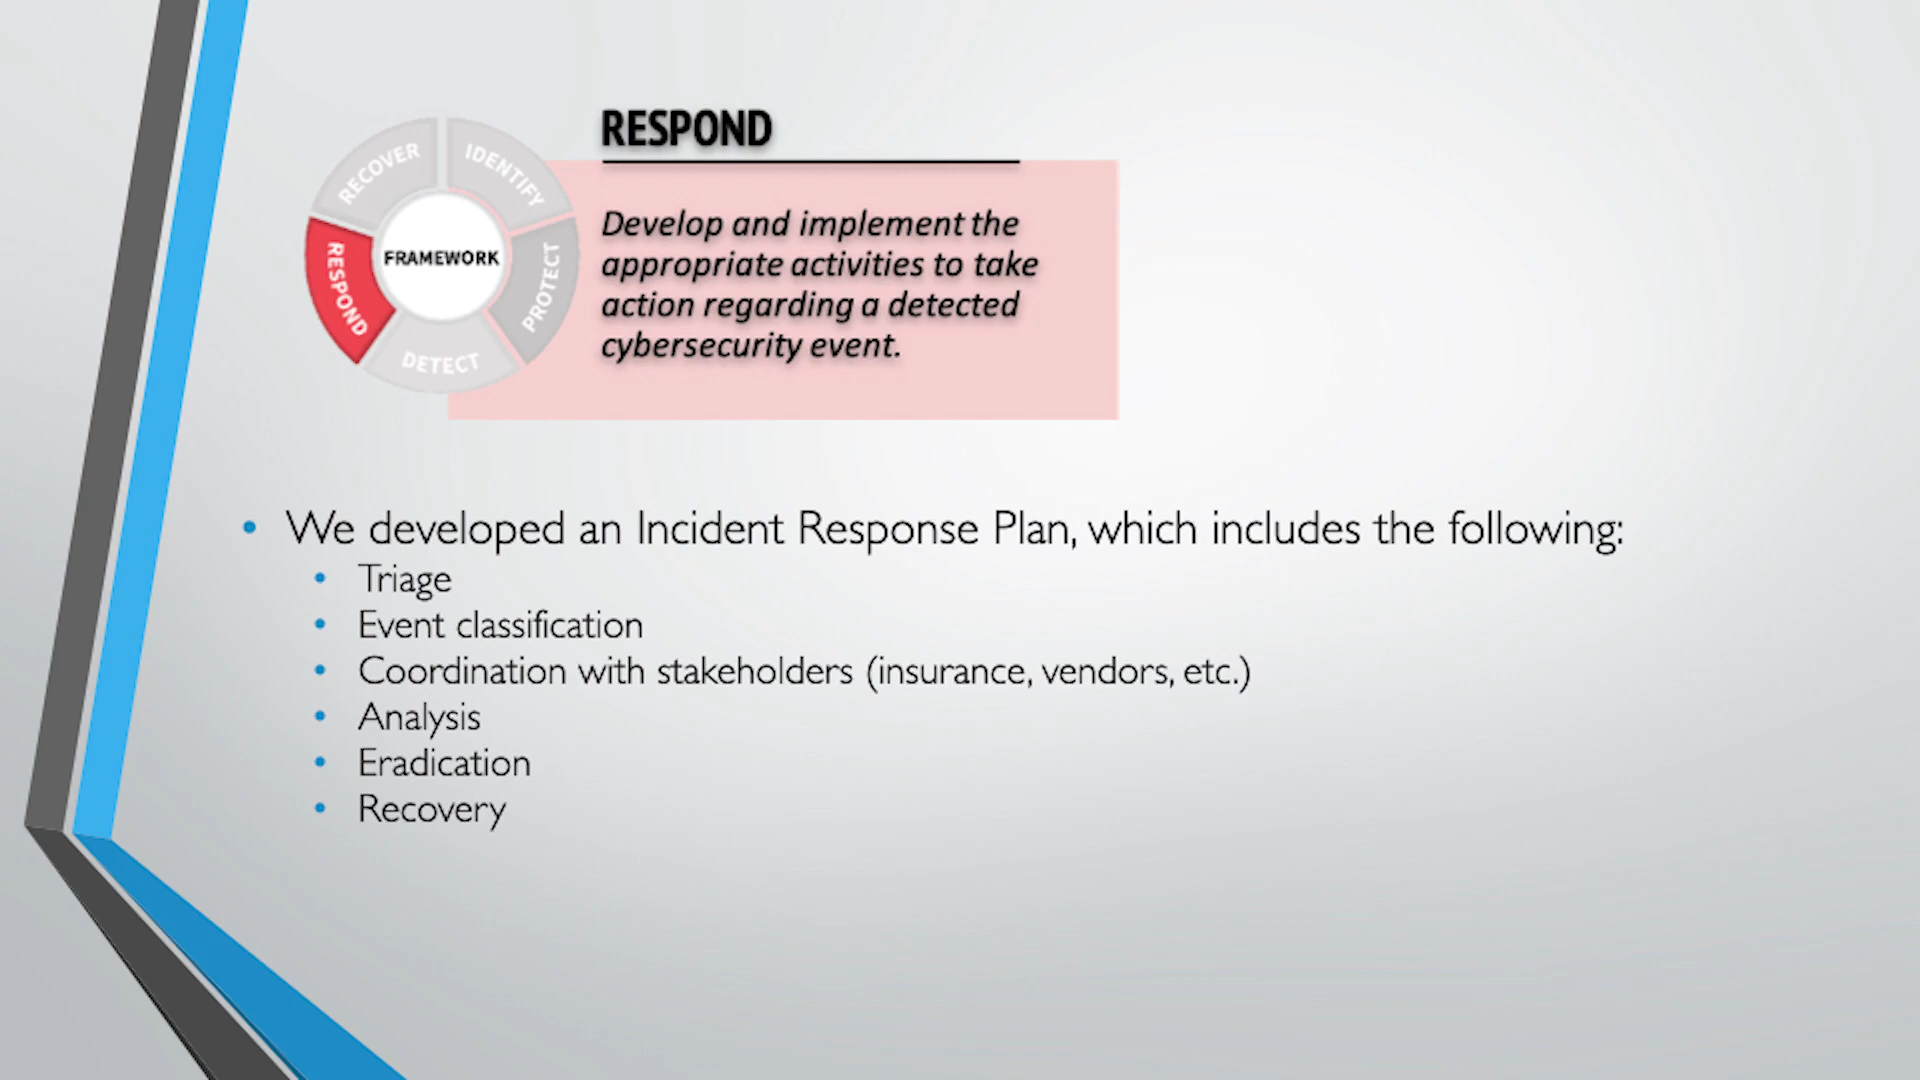 RESPOND
RECOVER
IDENTIFY
PROTECT
DETECT
RESPOND
FRAMEWORK
Develop and implement the
appropriate activities to take
action regarding a detected
cybersecurity event.
• We developed an Incident Response Plan, which includes the following:
• Triage
• Event classification
• Coordination with stakeholders (insurance, vendors, etc.)
• Analysis
• Eradication
• Recovery